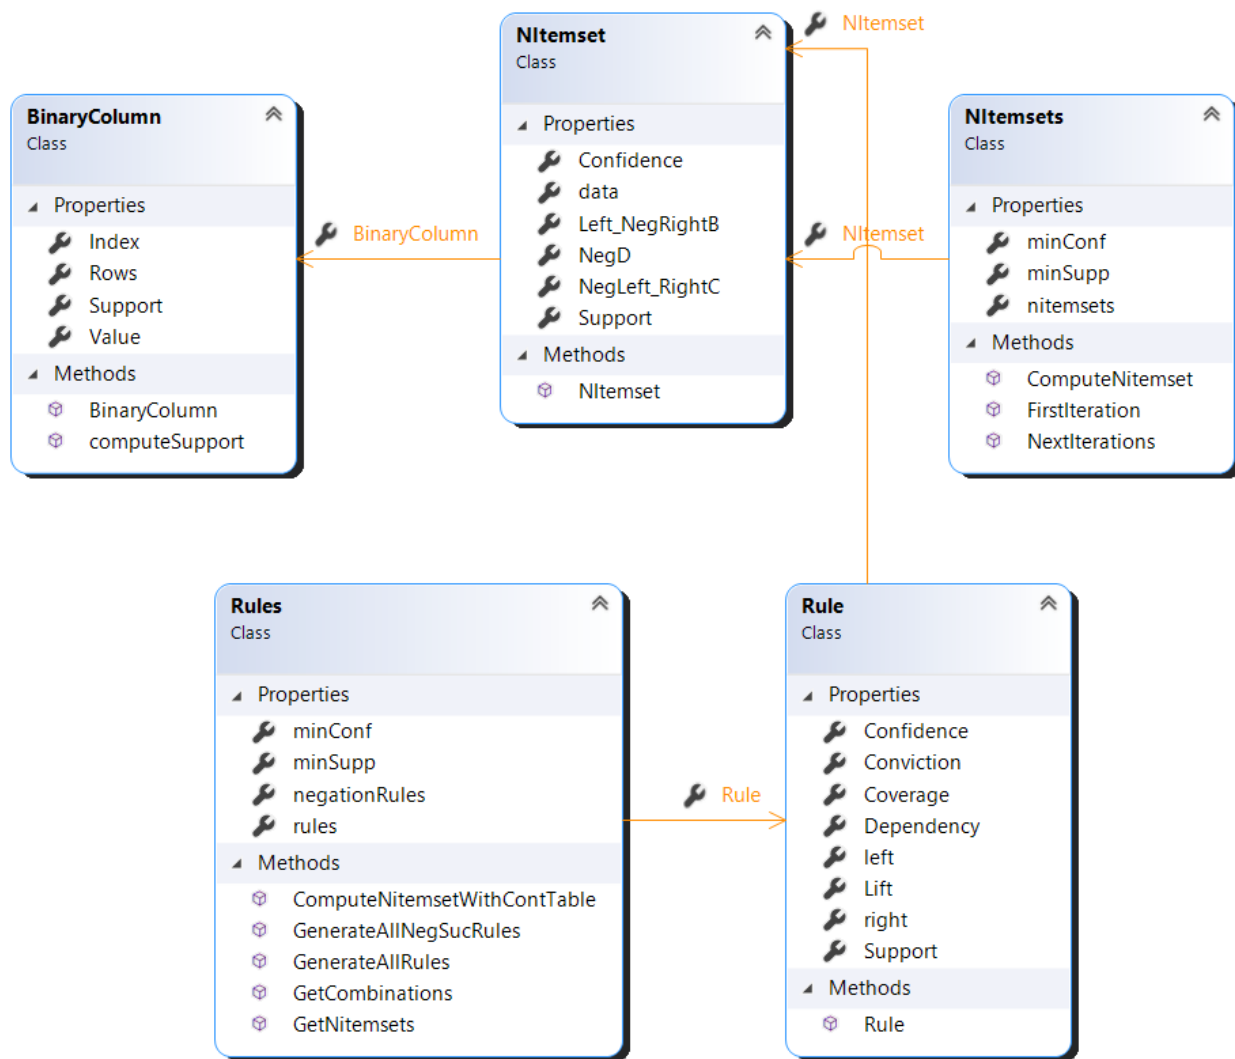 NItemset
Class
Properties
Confidence
data
Left_NegRightB
NegD
NegLeft_RightC
Support
Methods
NItemset
NItemset
BinaryColumn
Class
Properties
Index
Rows
Support
Value
Methods
BinaryColumn
computeSupport
BinaryColumn
NItemset
NItemsets
Class
Properties
minConf
minSupp
nitemsets
Methods
ComputeNitemset
FirstIteration
NextIterations
Rules
Class
Properties
minConf
minSupp
negationRules
rules
Methods
ComputeNitemsetWithContTable
GenerateAllNegSucRules
GenerateAllRules
GetCombinations
GetNitemsets
Rule
Rule
Class
Properties
Confidence
Conviction
Coverage
Dependency
left
Lift
right
Support
Methods
Rule